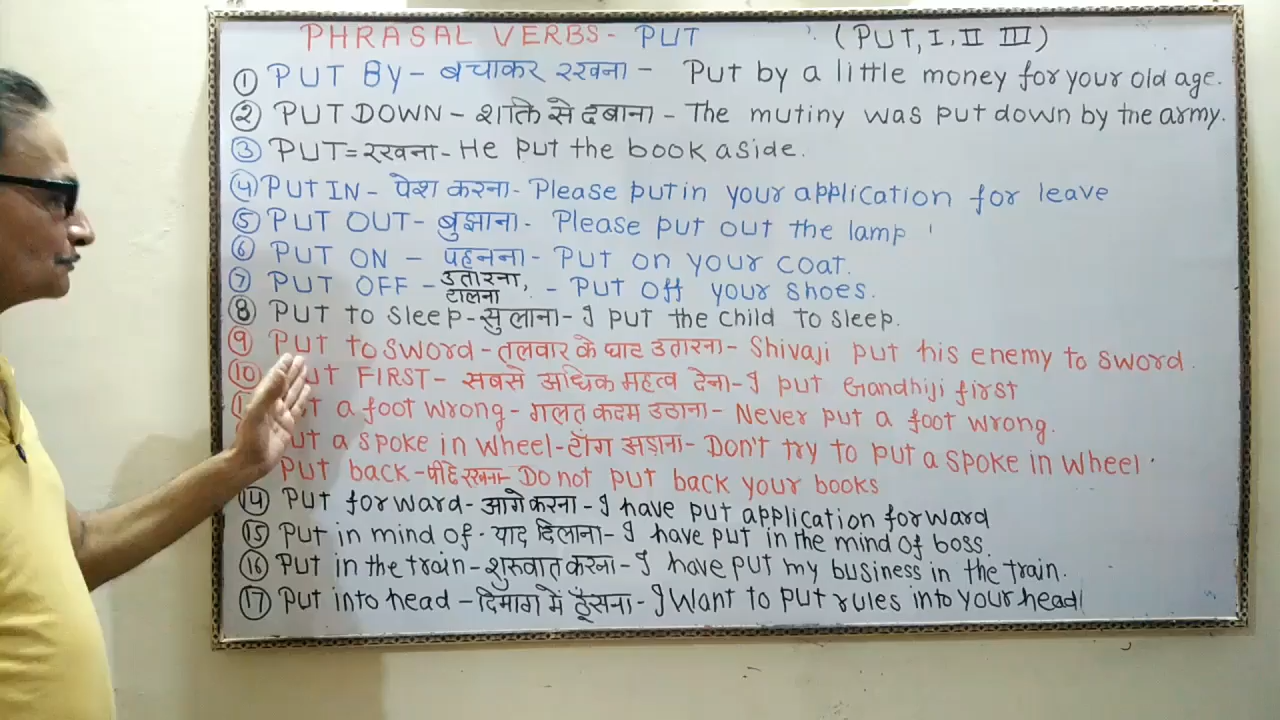 PHRASAL VERBS - PUT (PUT, I, II III)
① PUT BY - बचाकर रखना - Put by a little money for your old age.
② PUT DOWN - शक्ति से दबाना - The mutiny was put down by the army.
③ PUT = रखना - He put the book aside.
④ PUT IN - पेश करना - Please put in your application for leave
⑤ PUT OUT - बुझाना - Please put out the lamp
⑥ PUT ON - पहनना - Put on your coat.
⑦ PUT OFF - उतारना, टालना - Put off your shoes.
⑧ Put to sleep - सुलाना - I put the child to sleep.
⑨ Put to sword - तलवार के घाट उतारना - Shivaji put his enemy to sword.
⑩ PUT FIRST - सबसे अधिक महत्व देना - I put Gandhiji first
a foot wrong - गलत कदम उठाना - Never put a foot wrong.
Put a spoke in wheel - टाँग अड़ाना - Don't try to put a spoke in wheel.
Put back - पीछे रखना - Do not put back your books
⑭ Put forward - आगे करना - I have put application forward
⑮ Put in mind of - याद दिलाना - I have put in the mind of boss.
⑯ Put in the train - शुरुवात करना - I have put my business in the train.
⑰ Put into head - दिमाग में ठूँसना - I want to put rules into your head